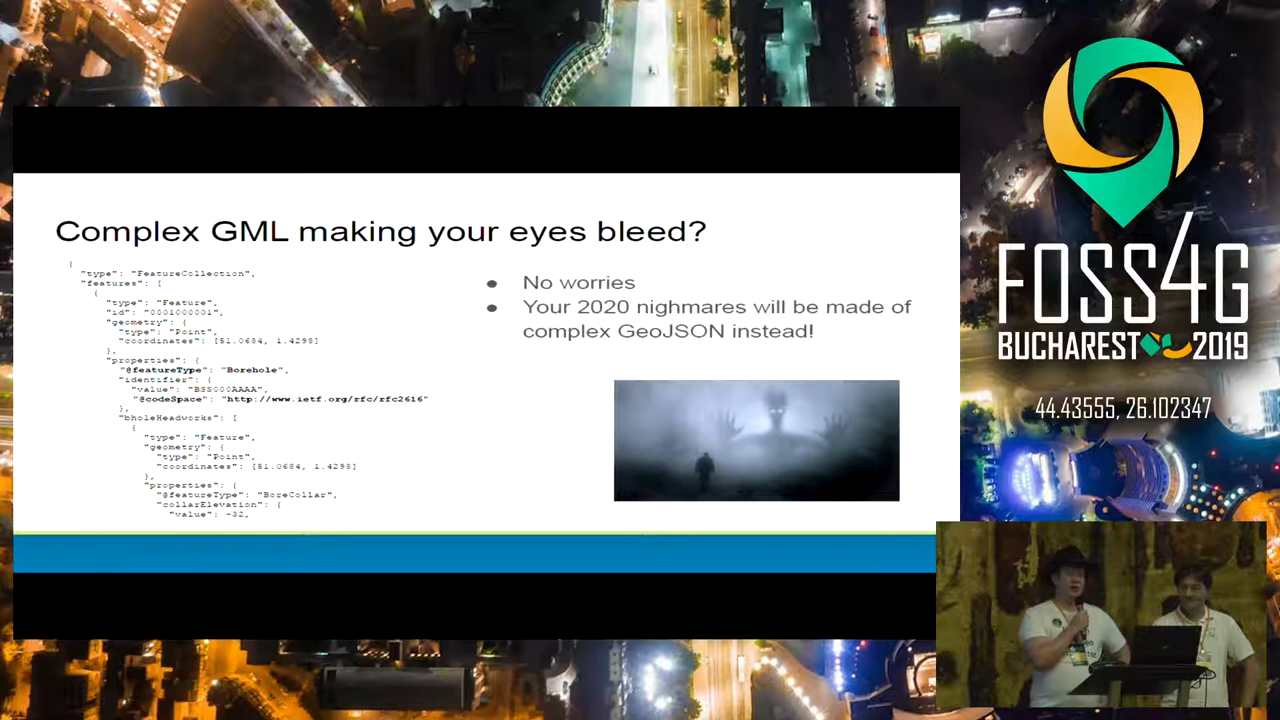 Complex GML making your eyes bleed?
{
"type": "FeatureCollection",
"features": [
{
"type": "Feature",
"id": "0001000001",
"geometry": {
"type": "Point",
"coordinates": [51.0684, 1.4298]
},
"properties": {
"@featureType": "Borehole",
"identifier": {
"value": "BSS000AAAA",
"@codeSpace": "http://www.ietf.org/rfc/rfc2616"
},
"bholeHeadworks": [
{
"type": "Feature",
"geometry": {
"type": "Point",
"coordinates": [51.0684, 1.4298]
},
"properties": {
"@featureType": "BoreCollar",
"collarElevation": {
"value": -32,
● No worries
● Your 2020 nighmares will be made of
complex GeoJSON instead!
FOSS4G
BUCHAREST 2019
44.43555, 26.102347